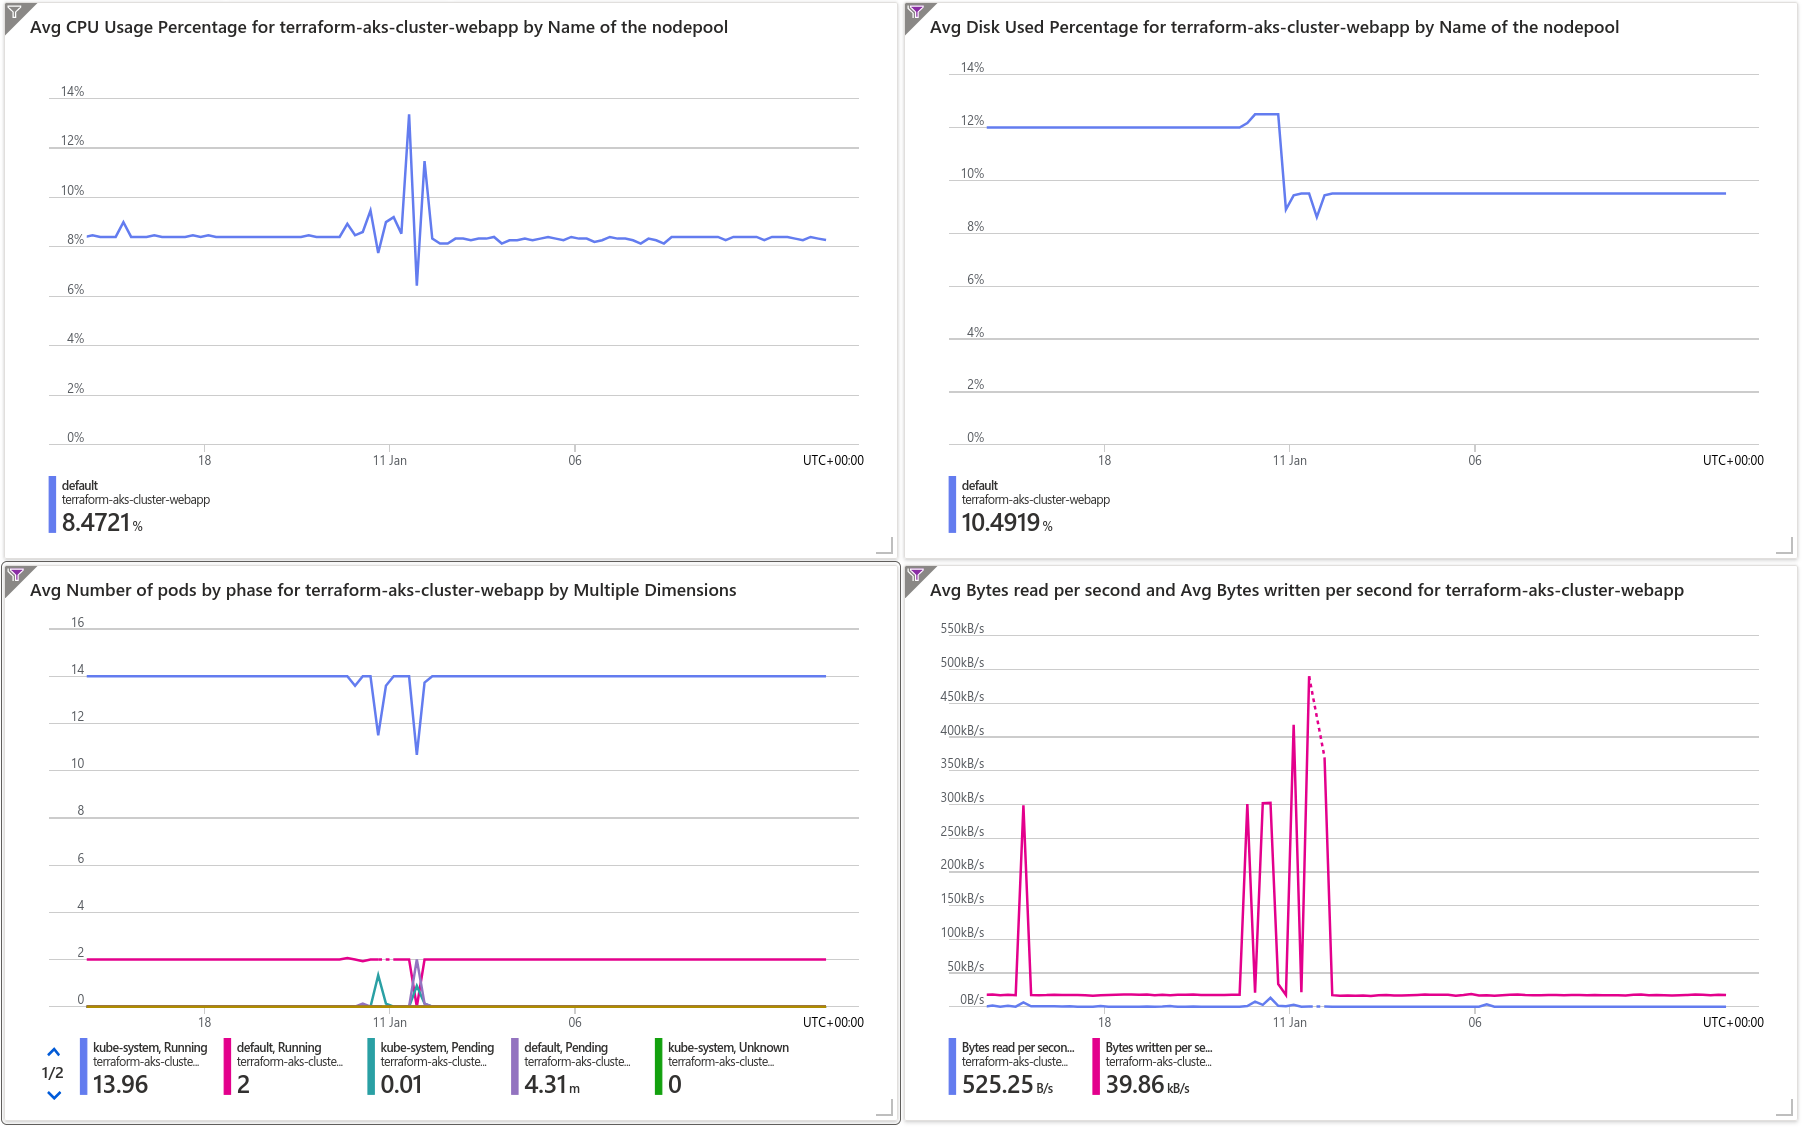 Avg CPU Usage Percentage for terraform-aks-cluster-webapp by Name of the nodepool
14%
12%
10%
8%
6%
4%
2%
0%
18
11 Jan
06
UTC+00:00
default
terraform-aks-cluster-webapp
8.4721 %
Avg Disk Used Percentage for terraform-aks-cluster-webapp by Name of the nodepool
14%
12%
10%
8%
6%
4%
2%
0%
18
11 Jan
06
UTC+00:00
default
terraform-aks-cluster-webapp
10.4919 %
Avg Number of pods by phase for terraform-aks-cluster-webapp by Multiple Dimensions
16
14
12
10
8
6
4
2
0
18
11 Jan
06
UTC+00:00
1/2
kube-system, Running
terraform-aks-cluste...
13.96
default, Running
terraform-aks-cluste...
2
kube-system, Pending
terraform-aks-cluste...
0.01
default, Pending
terraform-aks-cluste...
4.31 m
kube-system, Unknown
terraform-aks-cluste...
0
Avg Bytes read per second and Avg Bytes written per second for terraform-aks-cluster-webapp
550kB/s
500kB/s
450kB/s
400kB/s
350kB/s
300kB/s
250kB/s
200kB/s
150kB/s
100kB/s
50kB/s
0B/s
18
11 Jan
06
UTC+00:00
Bytes read per secon...
terraform-aks-cluste...
525.25 B/s
Bytes written per se...
terraform-aks-cluste...
39.86 kB/s